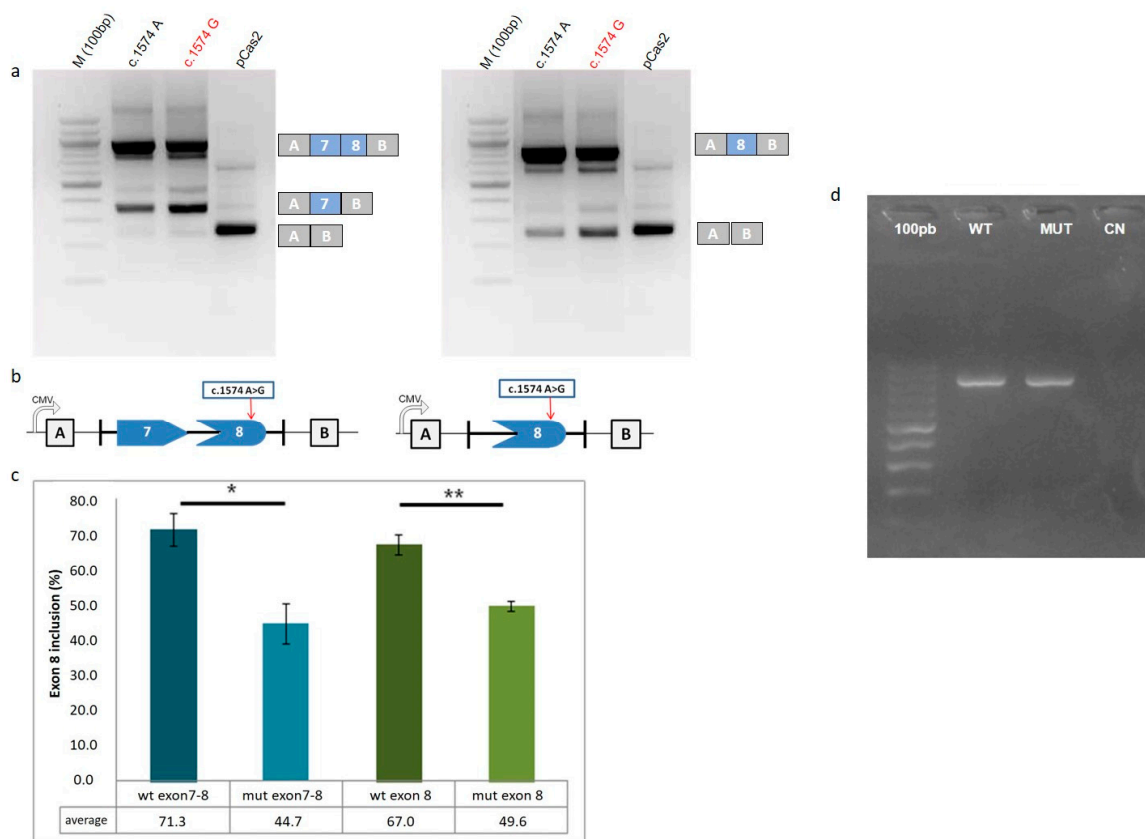 a
M (100bp)
c.1574 A
c.1574 G
pCas2
A 7 8 B
A 7 B
A B
M (100bp)
c.1574 A
c.1574 G
pCas2
A 8 B
A B
d
100pb WT MUT CN
b
CMV
A
7
c.1574 A>G
8
B
CMV
A
c.1574 A>G
8
B
c
Exon 8 inclusion (%)
80.0
70.0
60.0
50.0
40.0
30.0
20.0
10.0
0.0
*
**
wt exon7-8 mut exon7-8 wt exon 8 mut exon 8
average 71.3 44.7 67.0 49.6